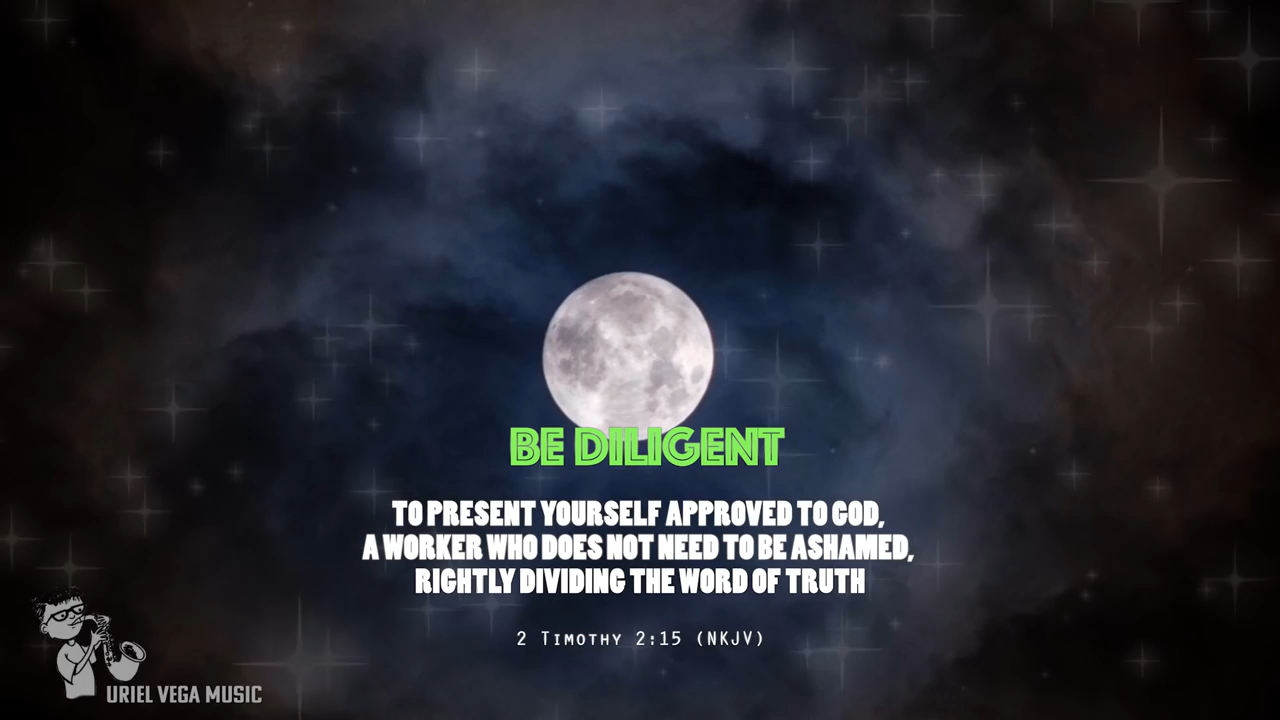 BE DILIGENT
TO PRESENT YOURSELF APPROVED TO GOD,
A WORKER WHO DOES NOT NEED TO BE ASHAMED,
RIGHTLY DIVIDING THE WORD OF TRUTH
2 Timothy 2:15 (NKJV)
URIEL VEGA MUSIC